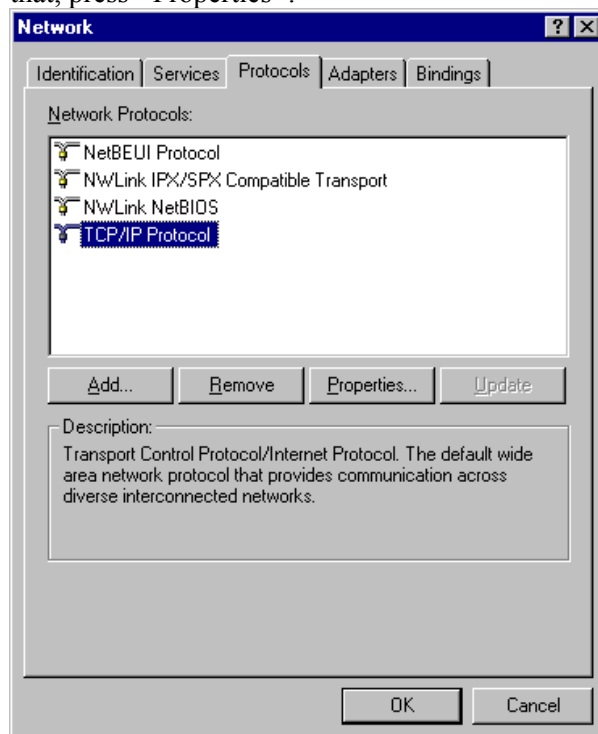 that, press "Properties".
Network
Identification Services Protocols Adapters Bindings
Network Protocols:
NetBEUI Protocol
NWLink IPX/SPX Compatible Transport
NWLink NetBIOS
TCP/IP Protocol
Add... Remove Properties... Update
Description:
Transport Control Protocol/Internet Protocol. The default wide
area network protocol that provides communication across
diverse interconnected networks.
OK Cancel